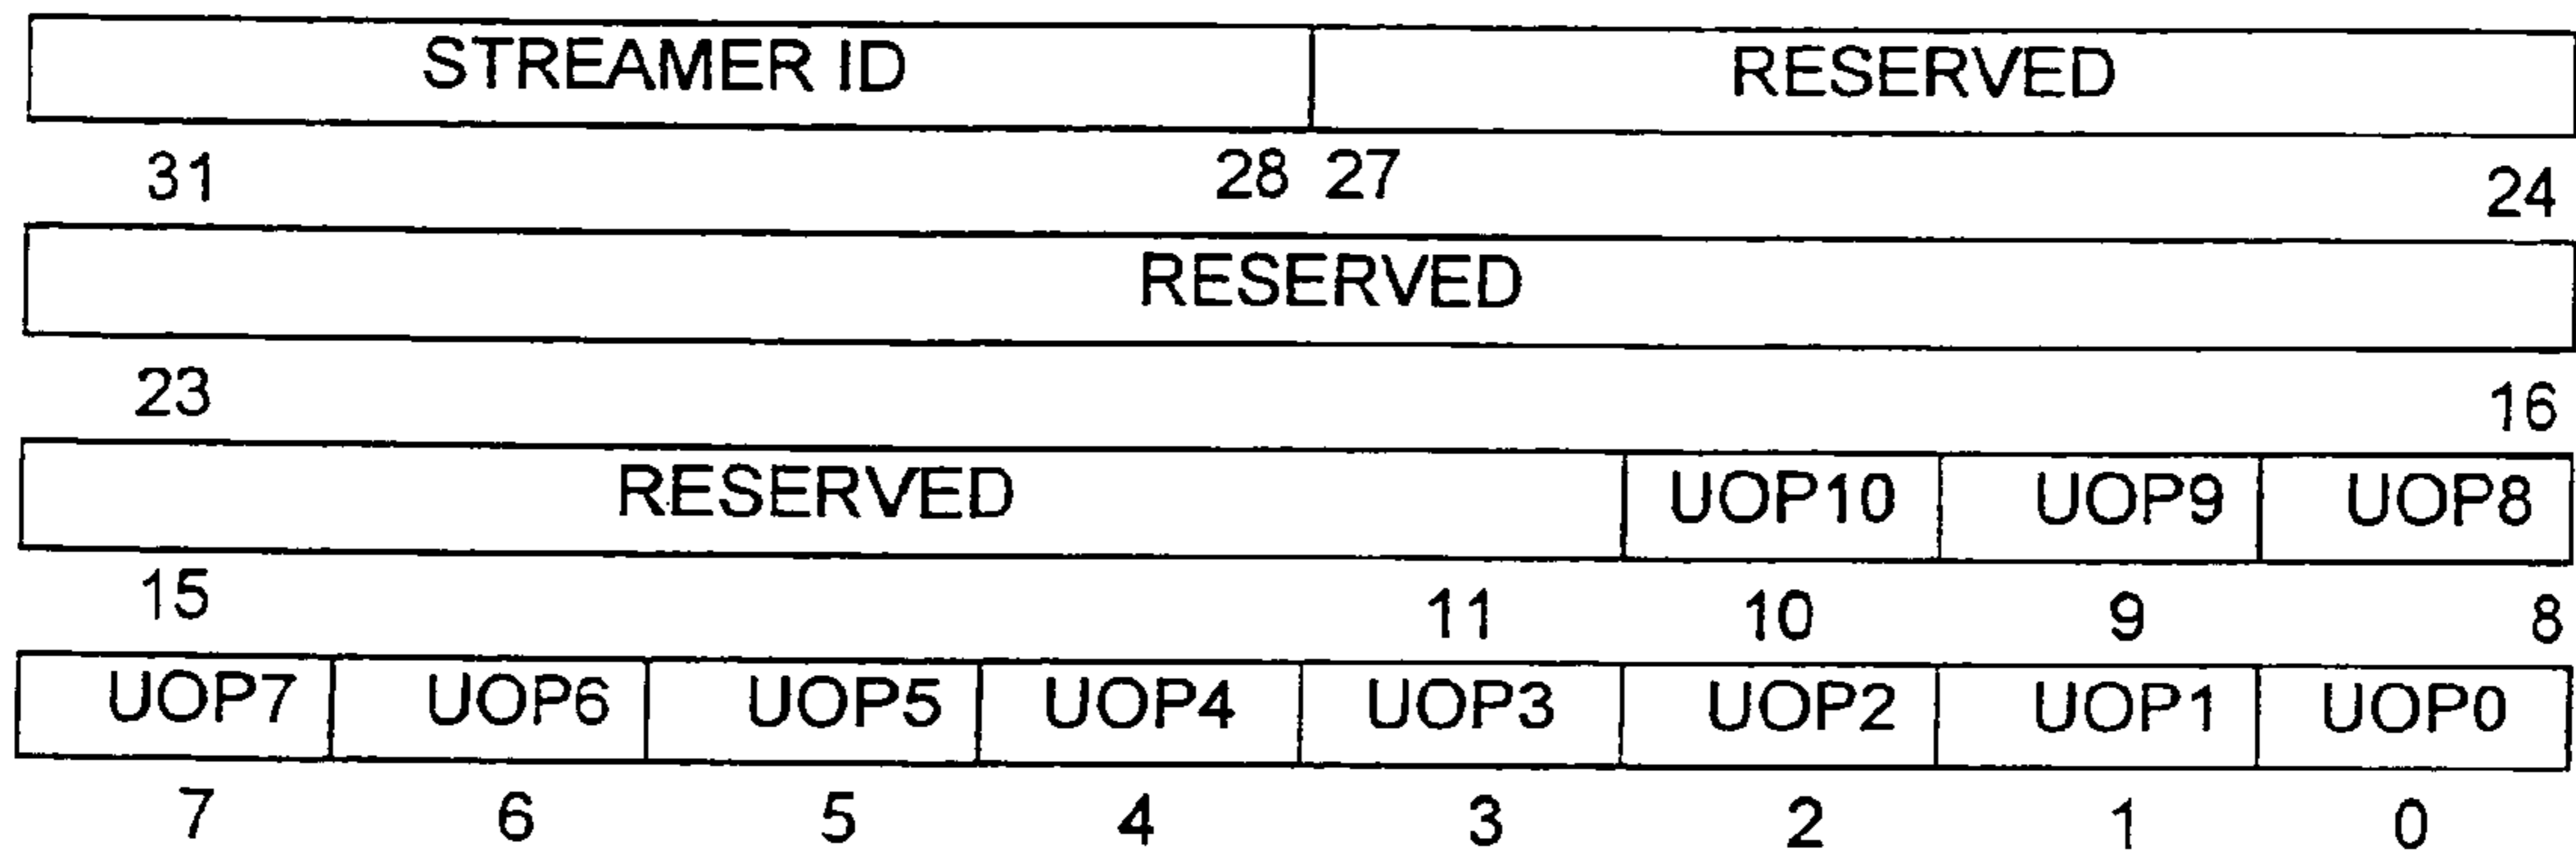 STREAMER ID RESERVED
31 28 27 24
RESERVED
23 16
RESERVED UOP10 UOP9 UOP8
15 11 10 9 8
UOP7 UOP6 UOP5 UOP4 UOP3 UOP2 UOP1 UOP0
7 6 5 4 3 2 1 0